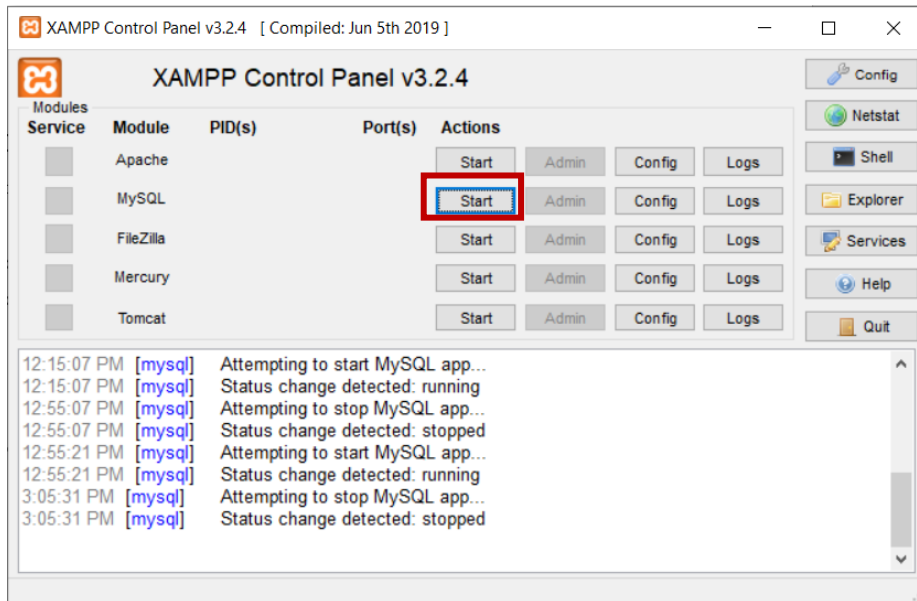 XAMPP Control Panel v3.2.4 [ Compiled: Jun 5th 2019 ]
XAMPP Control Panel v3.2.4
Config
Modules
Service Module PID(s) Port(s) Actions
Netstat
Apache Start Admin Config Logs
Shell
MySQL Start Admin Config Logs
Explorer
FileZilla Start Admin Config Logs
Services
Mercury Start Admin Config Logs
Help
Tomcat Start Admin Config Logs
Quit
12:15:07 PM [mysql] Attempting to start MySQL app...
12:15:07 PM [mysql] Status change detected: running
12:55:07 PM [mysql] Attempting to stop MySQL app...
12:55:07 PM [mysql] Status change detected: stopped
12:55:21 PM [mysql] Attempting to start MySQL app...
12:55:21 PM [mysql] Status change detected: running
3:05:31 PM [mysql] Attempting to stop MySQL app...
3:05:31 PM [mysql] Status change detected: stopped